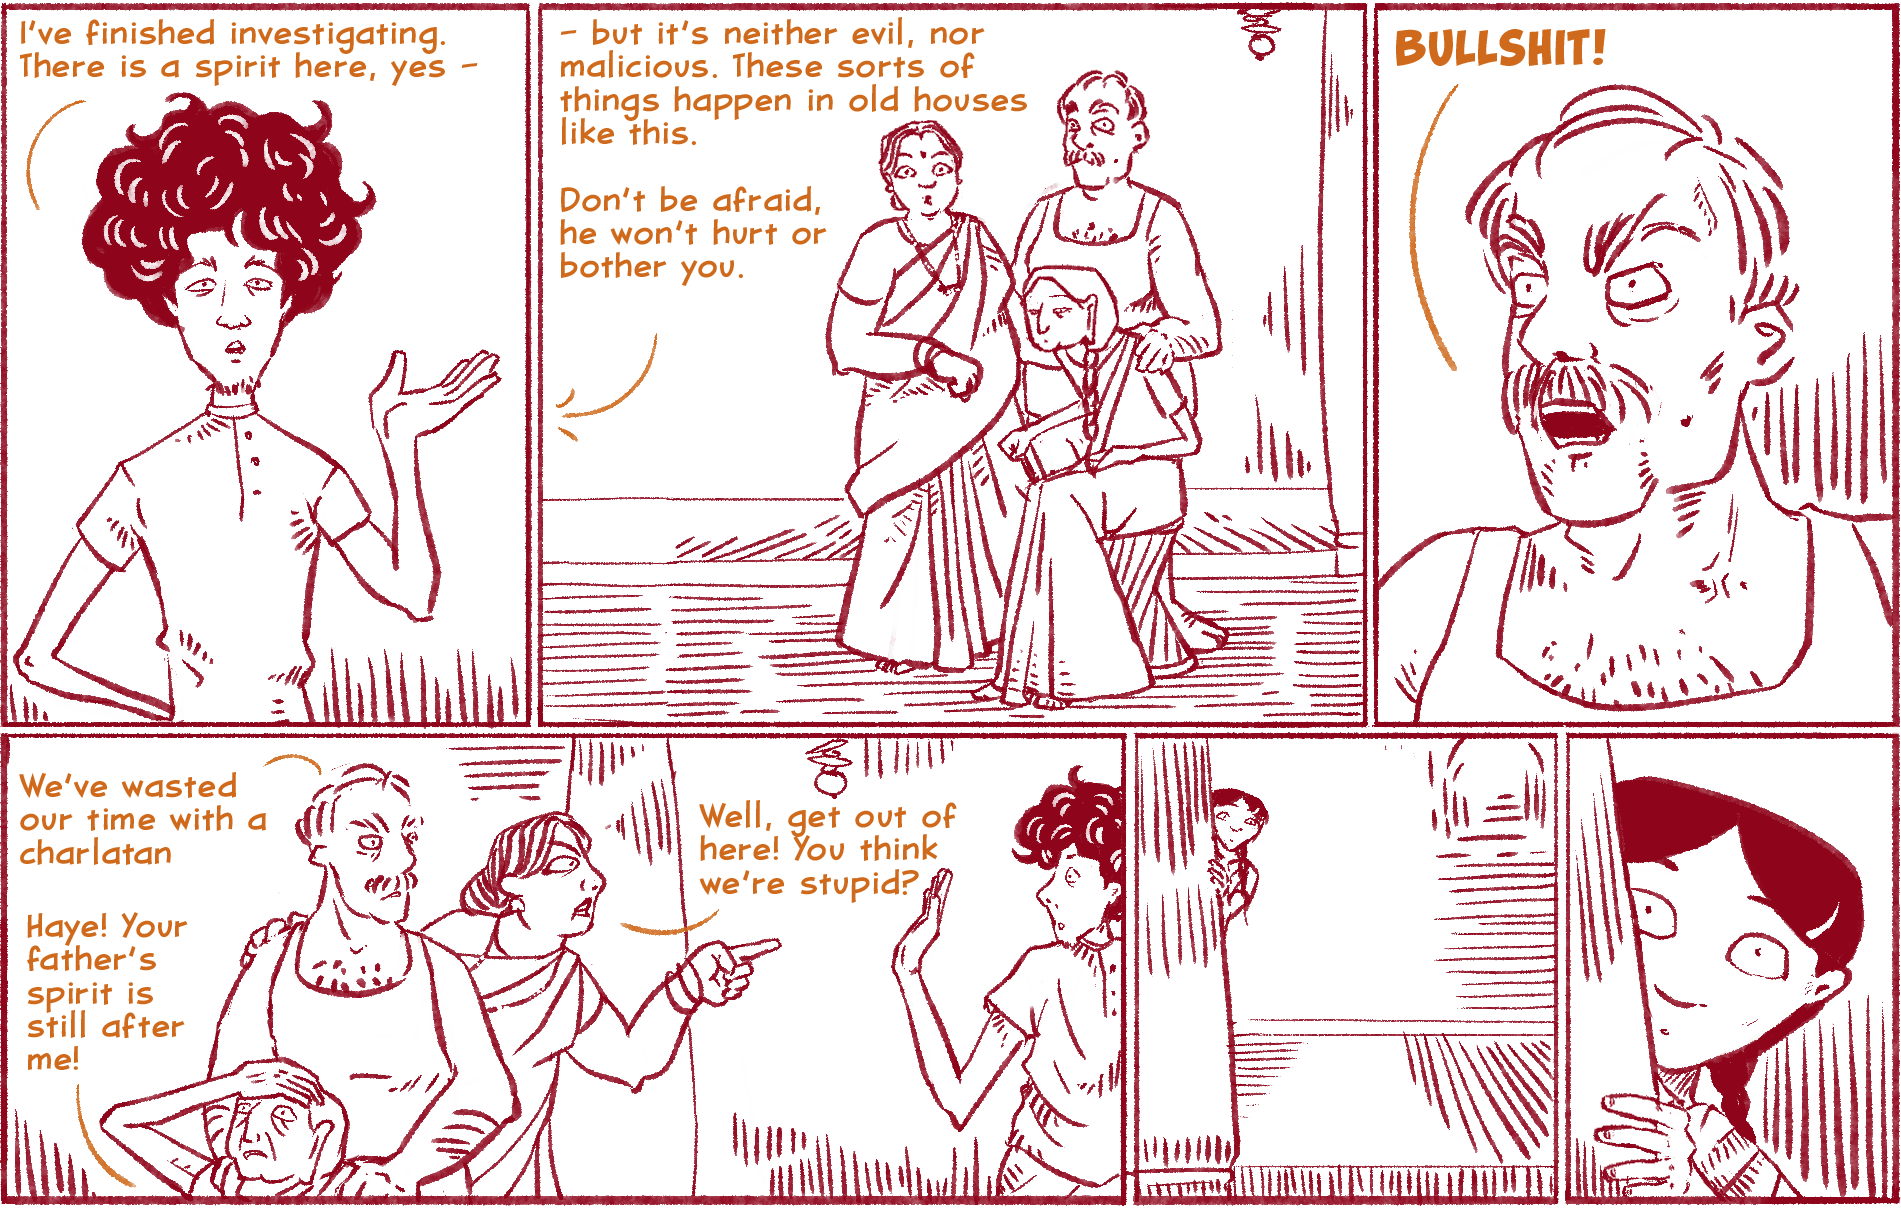 I've finished investigating.
There is a spirit here, yes -
- but it's neither evil, nor
malicious. These sorts of
things happen in old houses
like this.
Don't be afraid,
he won't hurt or
bother you.
BULLSHIT!
We've wasted
our time with a
charlatan
Haye! Your
father's
spirit is
still after
me!
Well, get out of
here! You think
we're stupid?